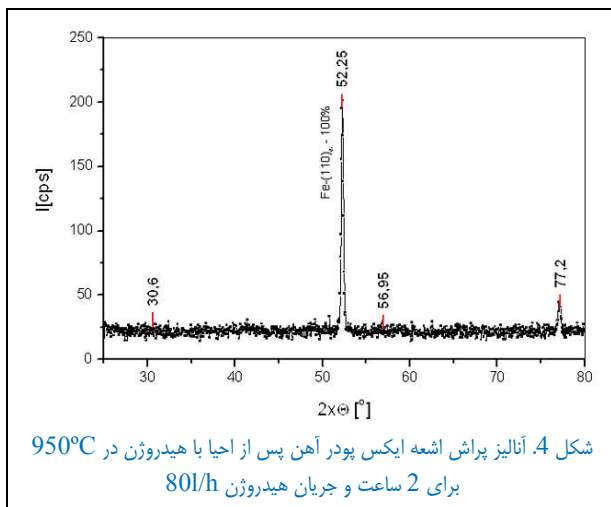 250
200
150
100
50
0
I[cps]
30,6
Fe-(110)α - 100%
52,25
56,95
77,2
30 40 50 60 70 80
2xΘ [°]
شکل 4. آنالیز پراش اشعه ایکس پودر آهن پس از احیا با هیدروژن در 950ºC
برای 2 ساعت و جریان هیدروژن 80l/h